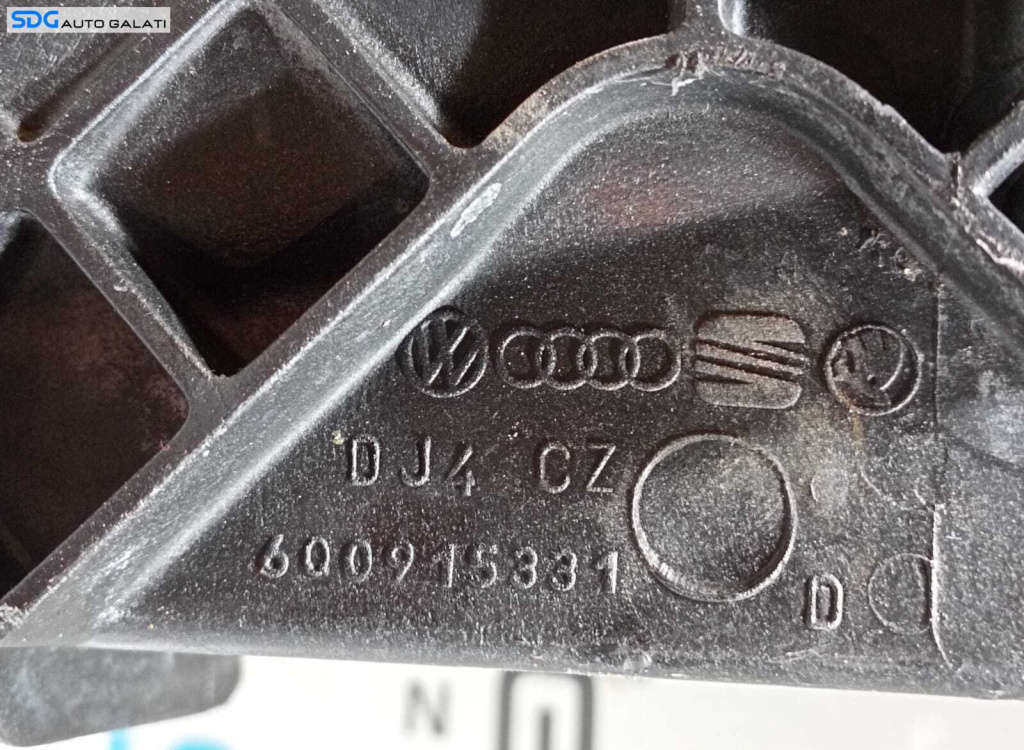 SDG AUTO GALATI
DJ4 CZ
6Q0915331
D
N